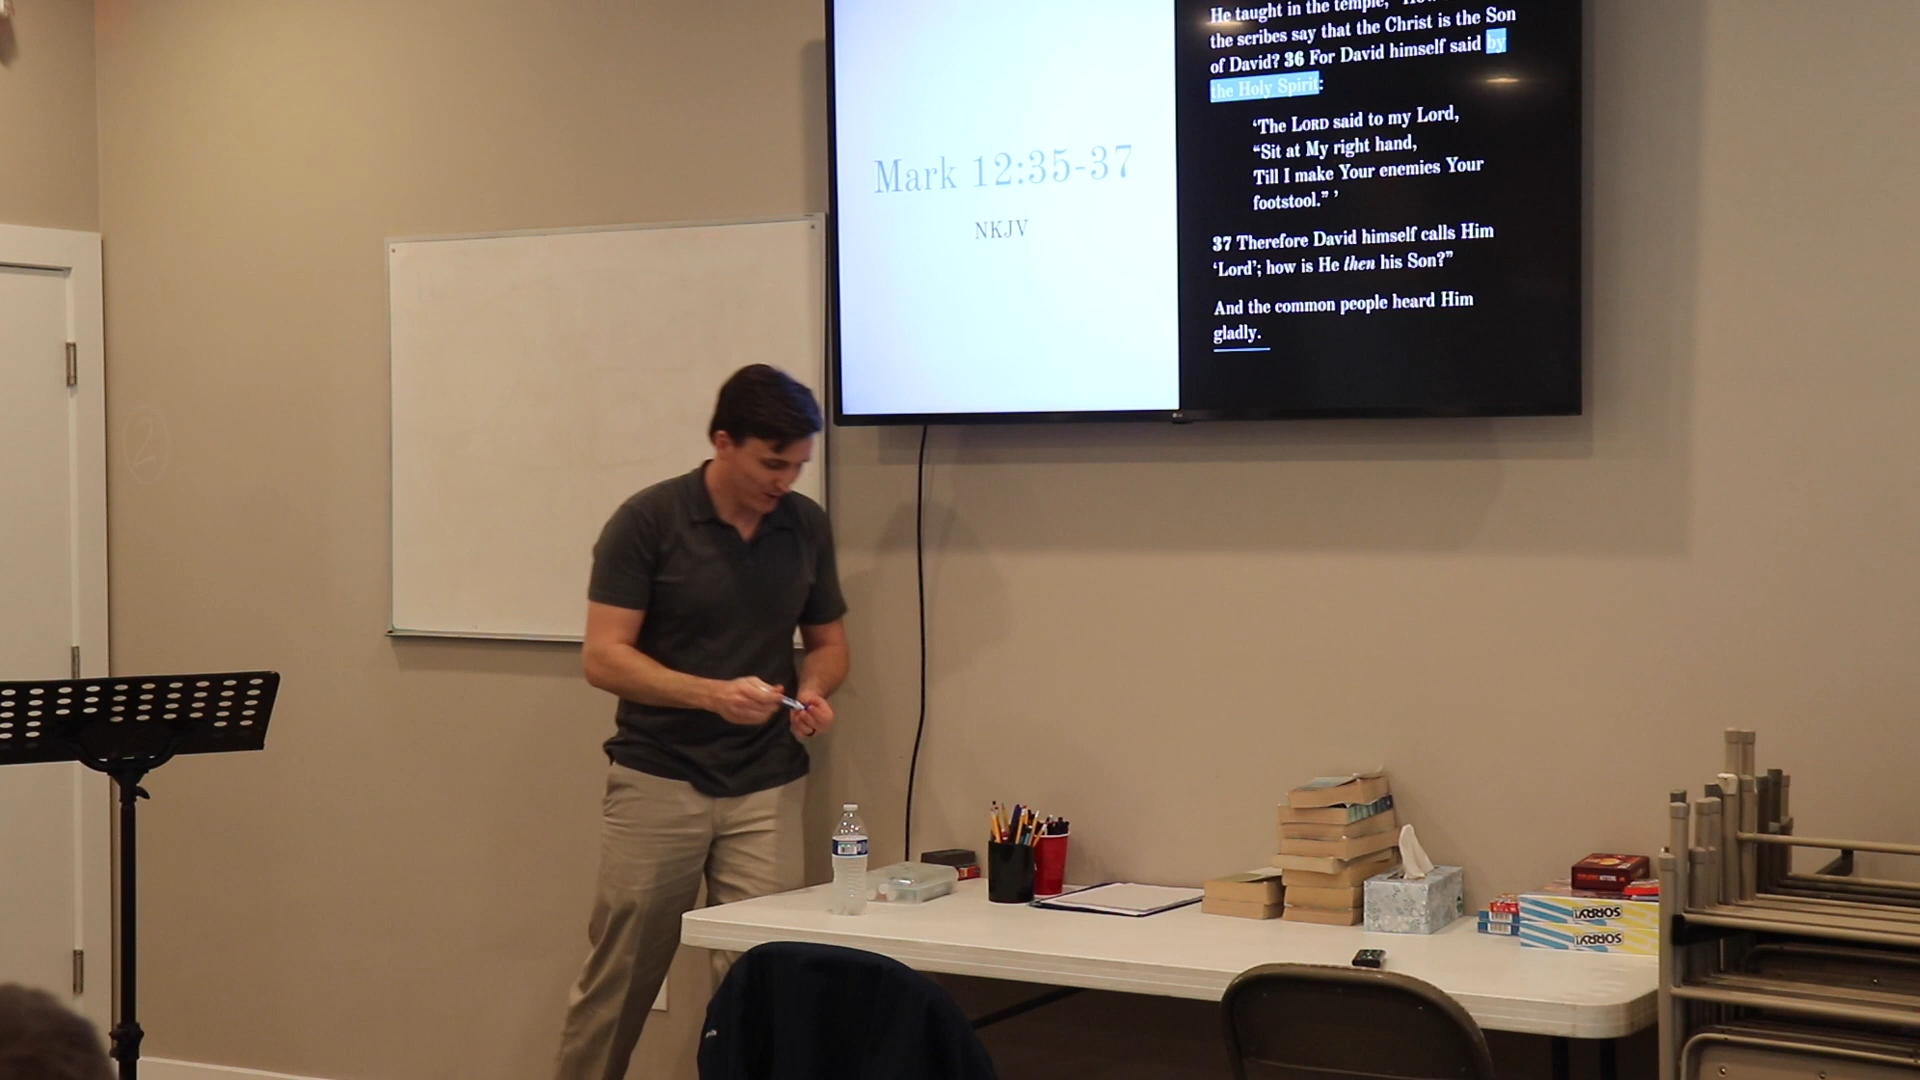 Mark 12:35-37
NKJV
He taught in the temple,
the scribes say that the Christ is the Son
of David? 36 For David himself said by
the Holy Spirit:
‘The LORD said to my Lord,
“Sit at My right hand,
Till I make Your enemies Your
footstool.” ’
37 Therefore David himself calls Him
‘Lord’; how is He then his Son?”
And the common people heard Him
gladly.
2
SORRY!
SORRY!